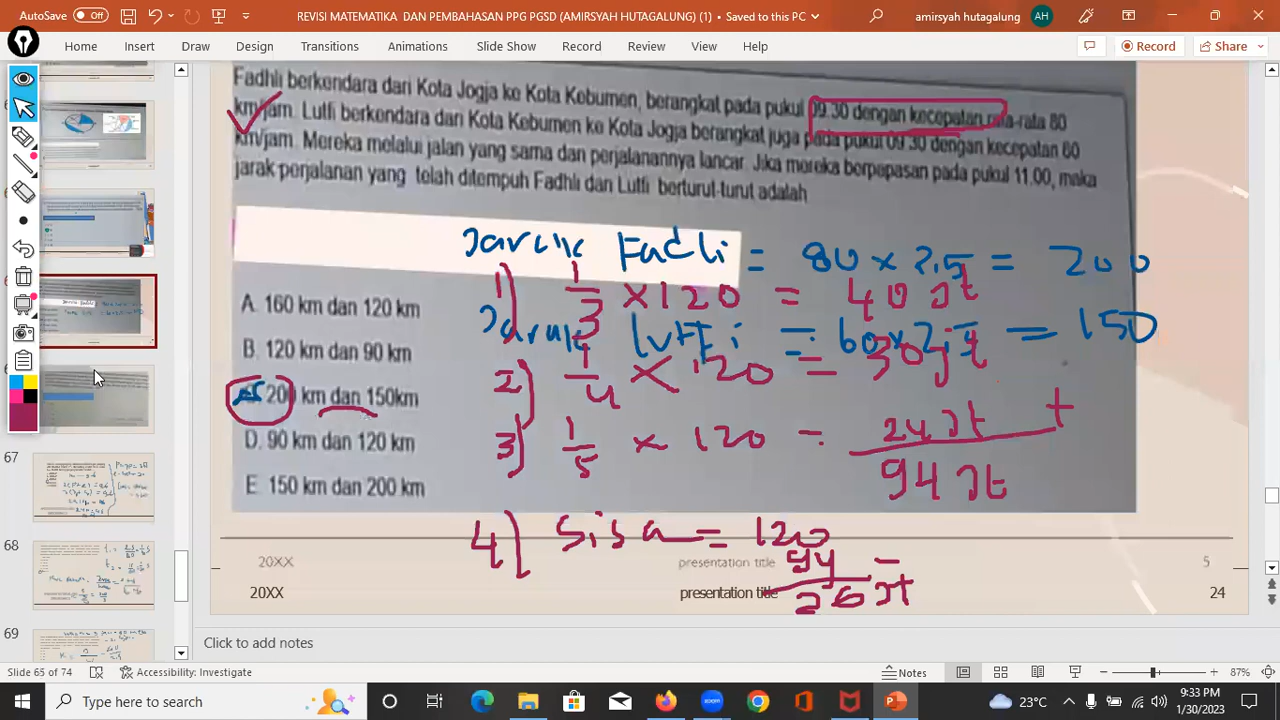 AutoSave Off
REVISI MATEMATIKA DAN PEMBAHASAN PPG PGSD (AMIRSYAH HUTAGALUNG) (1) • Saved to this PC
amirsyah hutagalung AH
Home Insert Draw Design Transitions Animations Slide Show Record Review View Help
Record Share
Fadhli berkendara dari Kota Jogja ke Kota Kebumen, berangkat pada pukul 09.30 dengan kecepatan rata-rata 80
km/jam. Lutfi berkendara dari Kota Kebumen ke Kota Jogja berangkat juga pada pukul 09.30 dengan kecepatan 60
km/jam. Mereka melalui jalan yang sama dan perjalanannya lancar. Jika mereka berpapasan pada pukul 11.00, maka
jarak perjalanan yang telah ditempuh Fadhli dan Lutfi berturut-turut adalah
Jarak Fadli = 80 x 2.5 = 200
1) 1/3 x 120 = 40 jt
Jarak lutfi = 60 x 2.5 = 150
2) 1/4 x 120 = 30 jt
3) 1/5 x 120 = 24 jt +
94 jt
4) sisa = 120
94 -
26 jt
A. 160 km dan 120 km
B. 120 km dan 90 km
200 km dan 150km
D. 90 km dan 120 km
E. 150 km dan 200 km
20XX presentation title 5
20XX presentation title 24
67
68
69
Click to add notes
Slide 65 of 74 Accessibility: Investigate Notes 87%
Type here to search 23°C 9:33 PM
1/30/2023